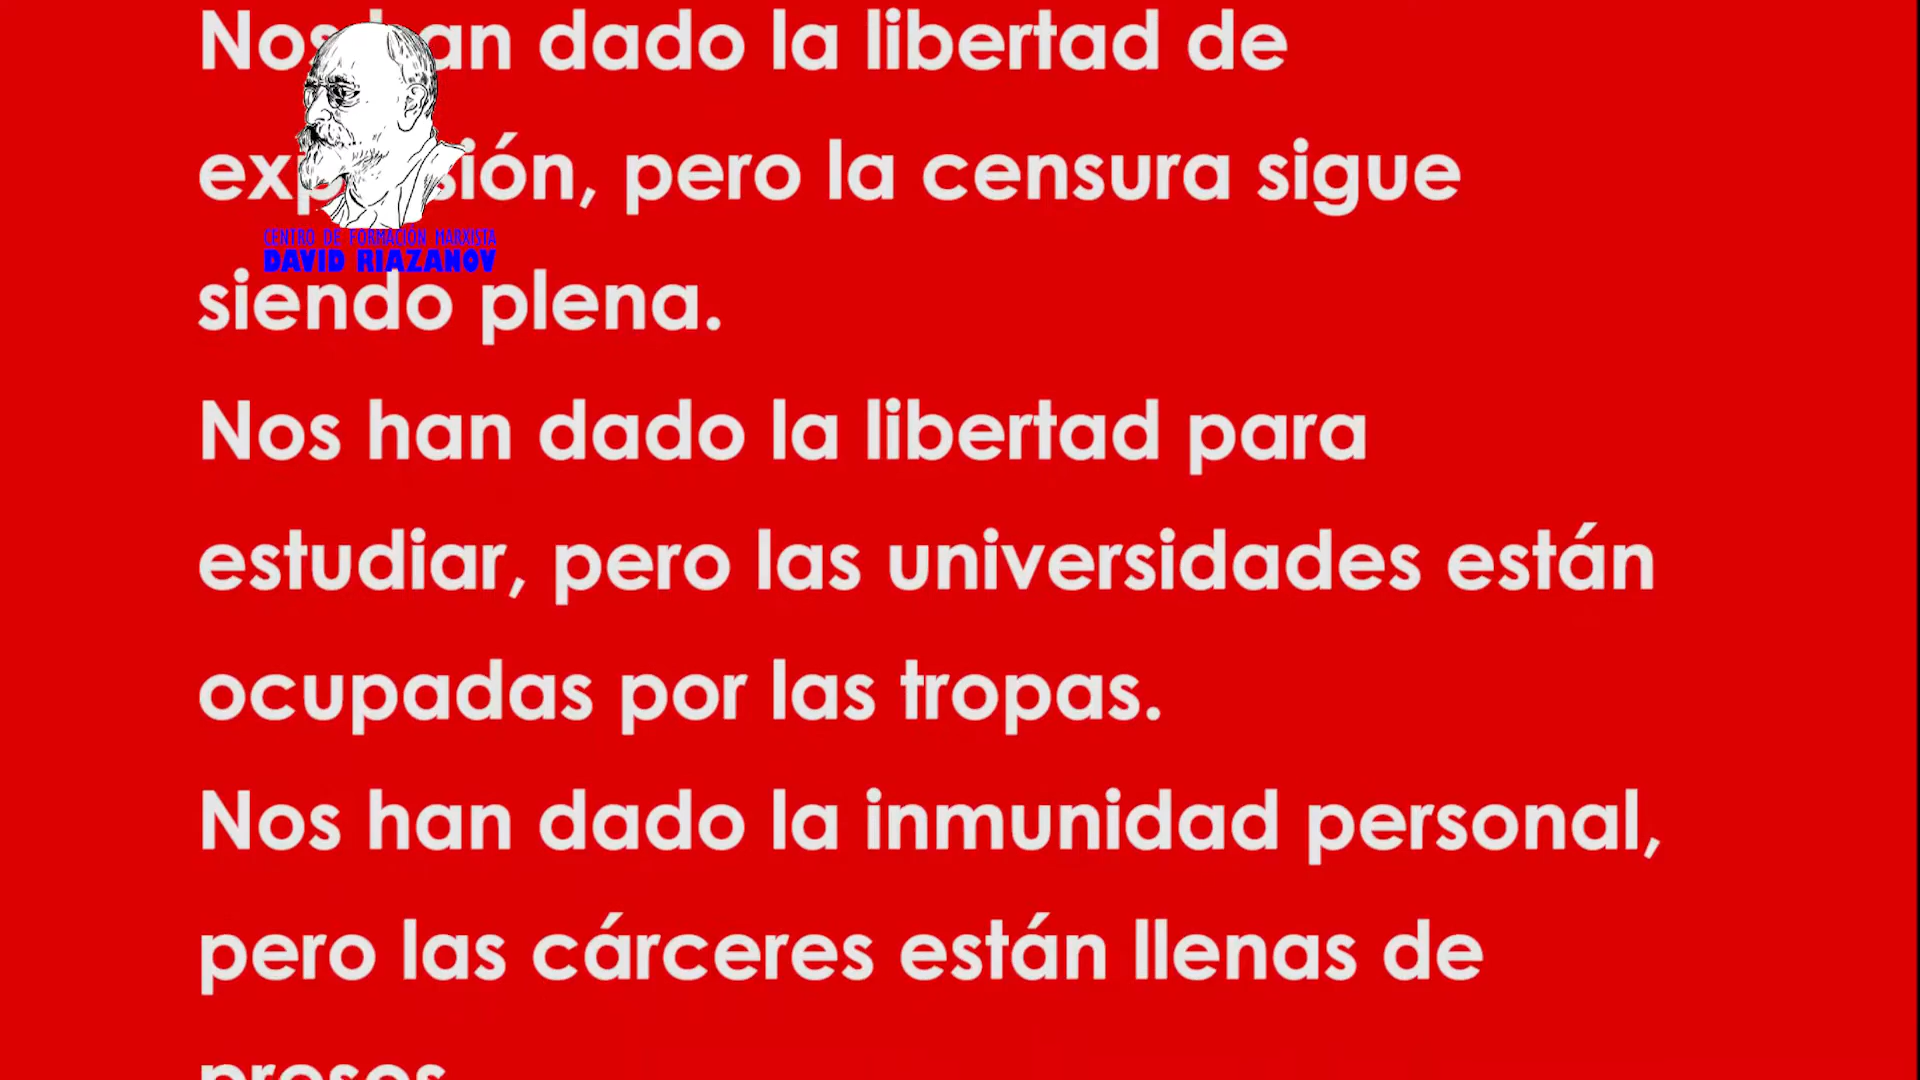 Nos han dado la libertad de
expresión, pero la censura sigue
CENTRO DE FORMACIÓN MARXISTA
DAVID RIAZANOV
siendo plena.
Nos han dado la libertad para
estudiar, pero las universidades están
ocupadas por las tropas.
Nos han dado la inmunidad personal,
pero las cárceres están llenas de
presos